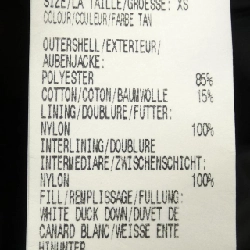 SIZE/LA TAILLE/GROESSE: XS
COLOUR/COULEUR/FARBE TAN
OUTERSHELL/EXTERIEUR/
AUBENJACKE:
POLYESTER 85%
COTTON/COTON/BAUMWOLLE 15%
LINING/DOUBLURE/FUTTER:
NYLON 100%
INTERLINING/DOUBLURE
INTERMEDIARE/ZWISCHENSCHICHT:
NYLON 100%
FILL/REMPLISSAGE/FULLUNG:
WHITE DUCK DOWN/DUVET DE
CANARD BLANC/WEISSE ENTE